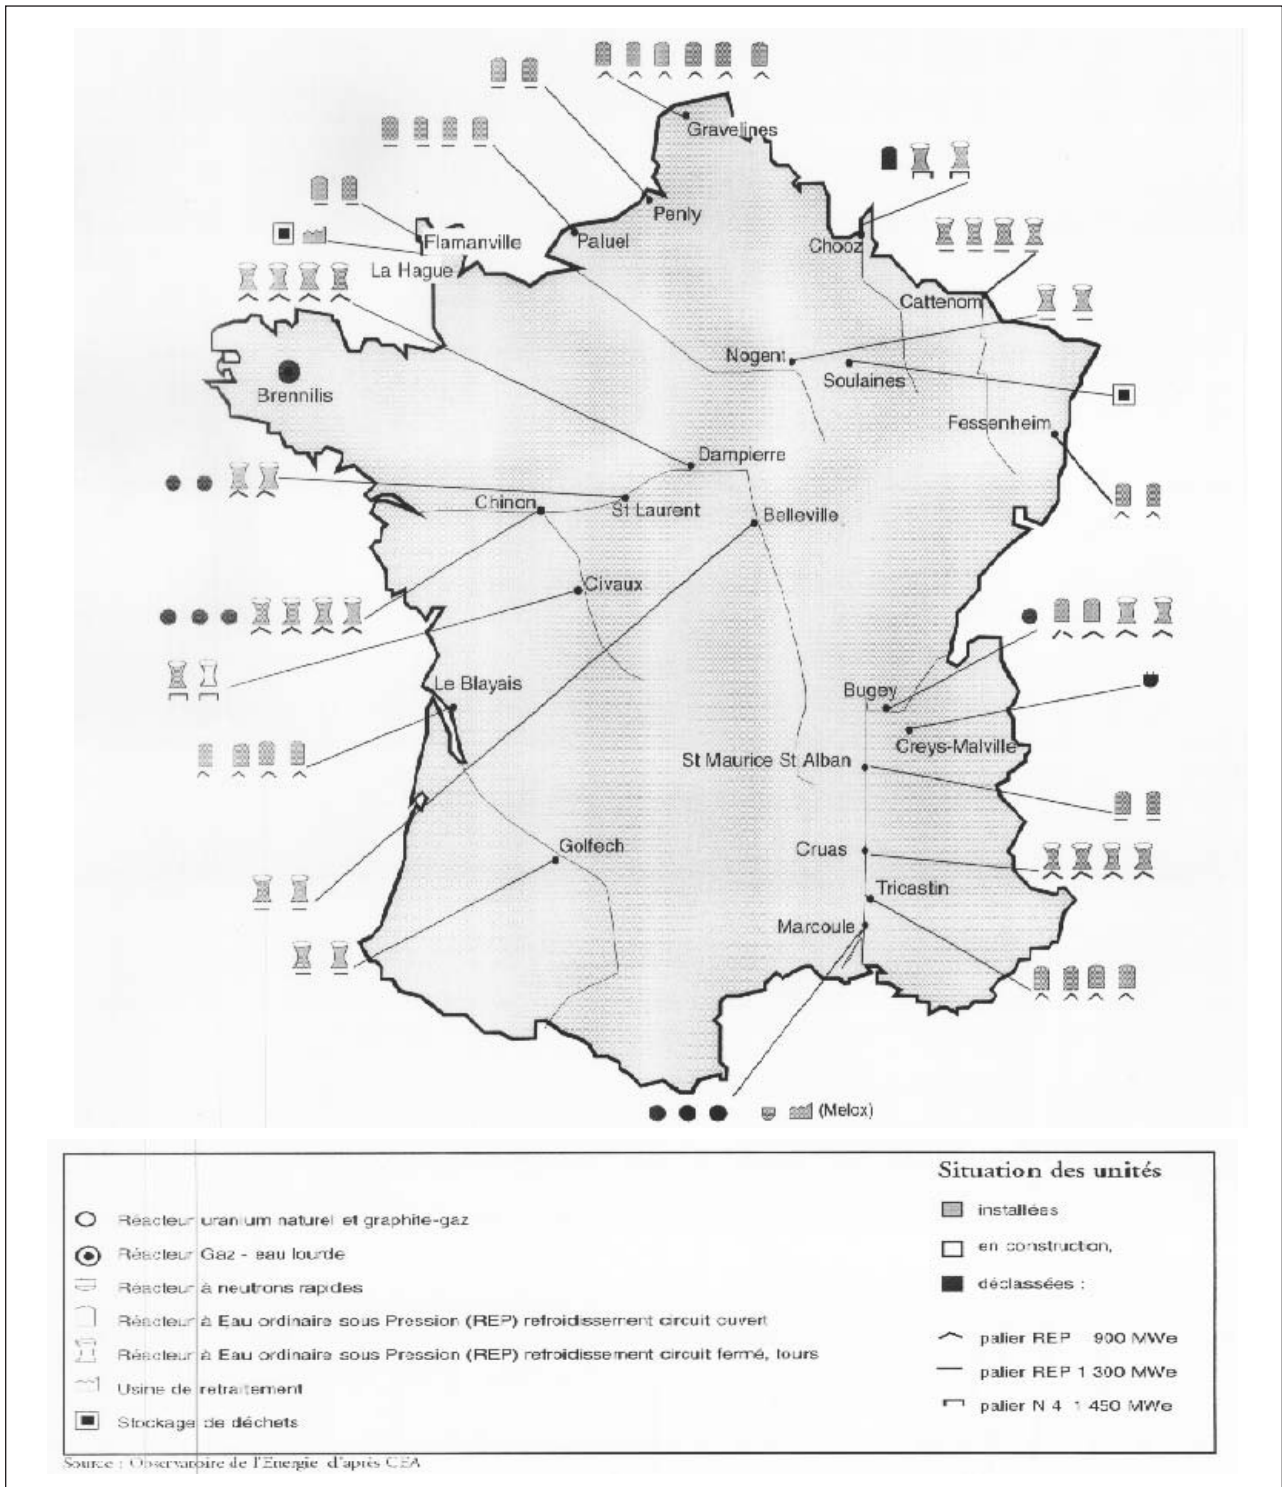 Gravelines
Penly
Paluel
Flamanville
La Hague
Chooz
Cattenom
Nogent
Soulaines
Brennilis
Fessenheim
Dampierre
Chinon
St Laurent
Belleville
Civaux
Le Blayais
Bugey
Creys-Malville
St Maurice St Alban
Golfech
Cruas
Tricastin
Marcoule
(Melox)
Réacteur uranium naturel et graphite-gaz
Réacteur Gaz - eau lourde
Réacteur à neutrons rapides
Réacteur à Eau ordinaire sous Pression (REP) refroidissement circuit ouvert
Réacteur à Eau ordinaire sous Pression (REP) refroidissement circuit fermé, tours
Usine de retraitement
Stockage de déchets
Situation des unités
installées
en construction,
déclassées :
palier REP 900 MWe
palier REP 1 300 MWe
palier N 4 1 450 MWe
Source : Observatoire de l'Energie d'après CEA